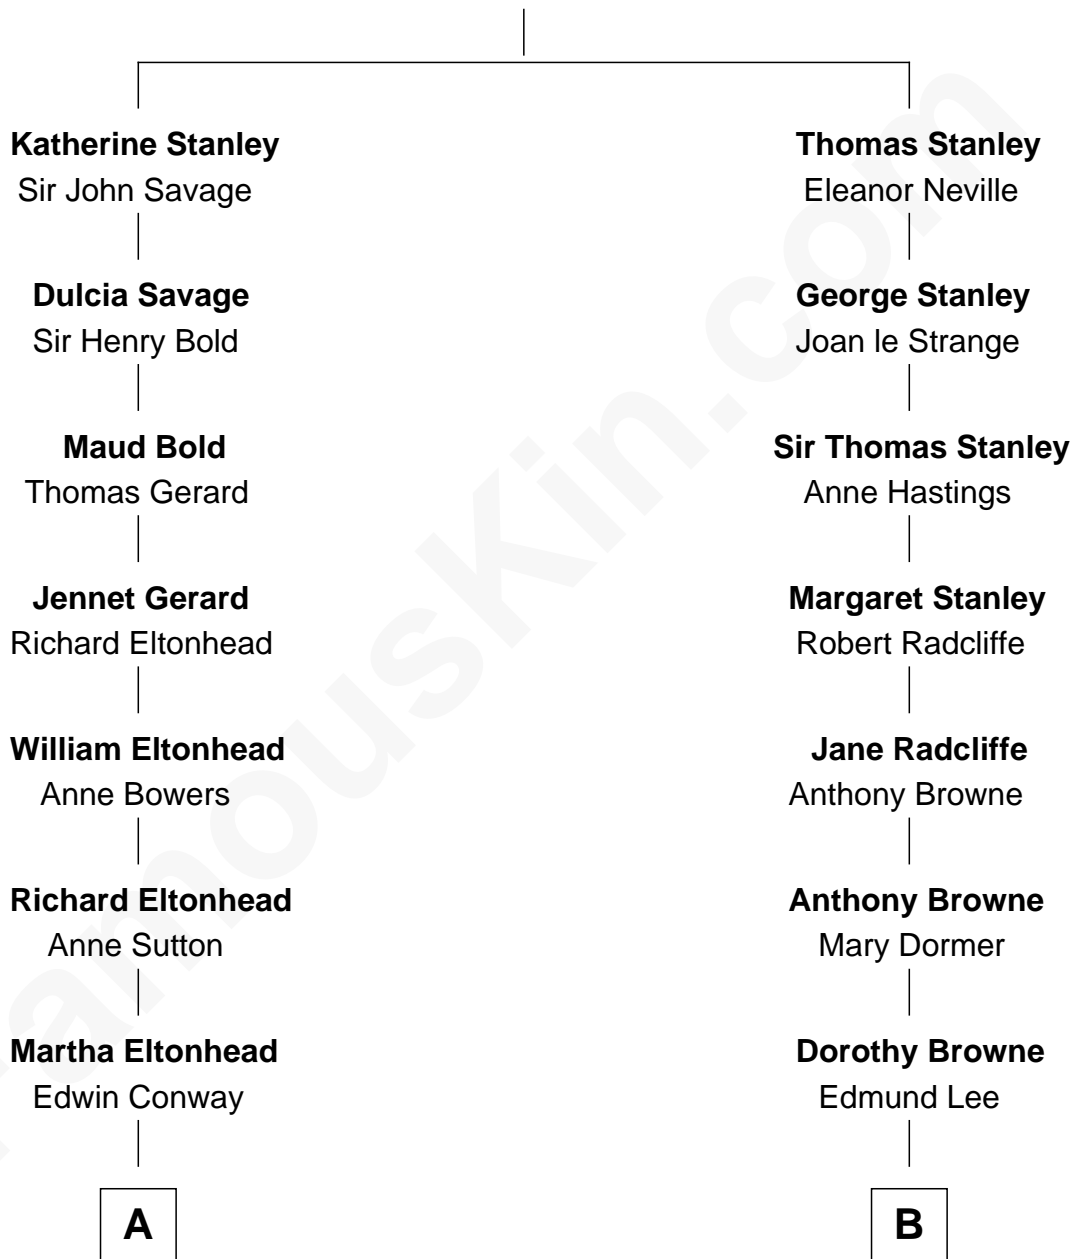 Katherine Stanley
Sir John Savage
Thomas Stanley
Eleanor Neville
Dulcia Savage
Sir Henry Bold
George Stanley
Joan le Strange
Maud Bold
Thomas Gerard
Sir Thomas Stanley
Anne Hastings
Jennet Gerard
Richard Eltonhead
Margaret Stanley
Robert Radcliffe
William Eltonhead
Anne Bowers
Jane Radcliffe
Anthony Browne
Richard Eltonhead
Anne Sutton
Anthony Browne
Mary Dormer
Martha Eltonhead
Edwin Conway
Dorothy Browne
Edmund Lee
A
B
FamousKin.com